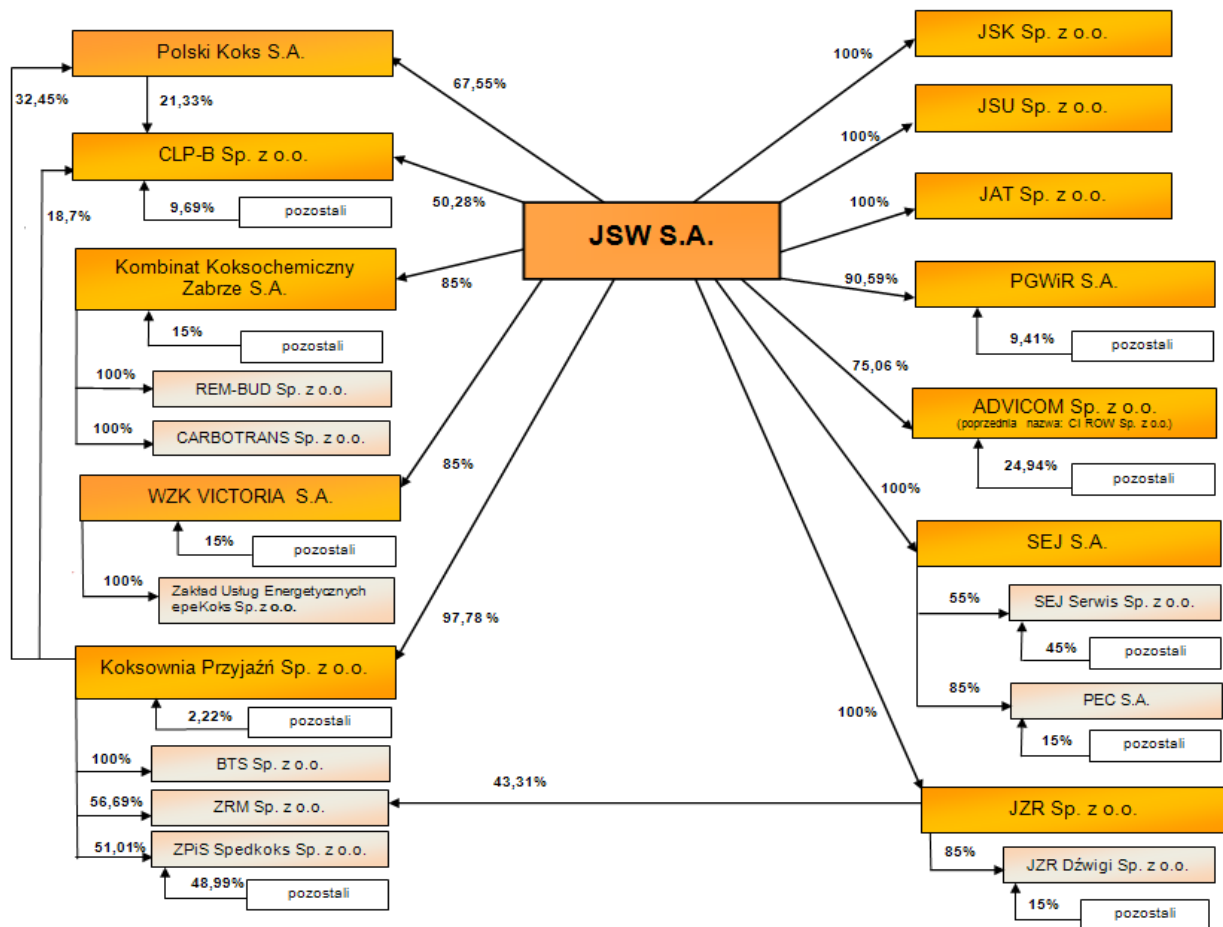 Polski Koks S.A.
32,45%
21,33%
67,55%
CLP-B Sp. z o.o.
18,7%
9,69%
pozostali
50,28%
Kombinat Koksochemiczny
Zabrze S.A.
85%
15%
pozostali
100%
REM-BUD Sp. z o.o.
100%
CARBOTRANS Sp. z o.o.
85%
WZK VICTORIA S.A.
15%
pozostali
100%
Zakład Usług Energetycznych
epeKoks Sp. z o.o.
97,78 %
Koksownia Przyjaźń Sp. z o.o.
2,22%
pozostali
100%
BTS Sp. z o.o.
56,69%
ZRM Sp. z o.o.
43,31%
51,01%
ZPiS Spedkoks Sp. z o.o.
48,99%
pozostali
JSW S.A.
100%
JSK Sp. z o.o.
100%
JSU Sp. z o.o.
100%
JAT Sp. z o.o.
90,59%
PGWiR S.A.
9,41%
pozostali
75,06 %
ADVICOM Sp. z o.o.
(poprzednia nazwa: CI ROW Sp. z o.o.)
24,94%
pozostali
100%
SEJ S.A.
55%
SEJ Serwis Sp. z o.o.
45%
pozostali
85%
PEC S.A.
15%
pozostali
100%
JZR Sp. z o.o.
85%
JZR Dźwigi Sp. z o.o.
15%
pozostali